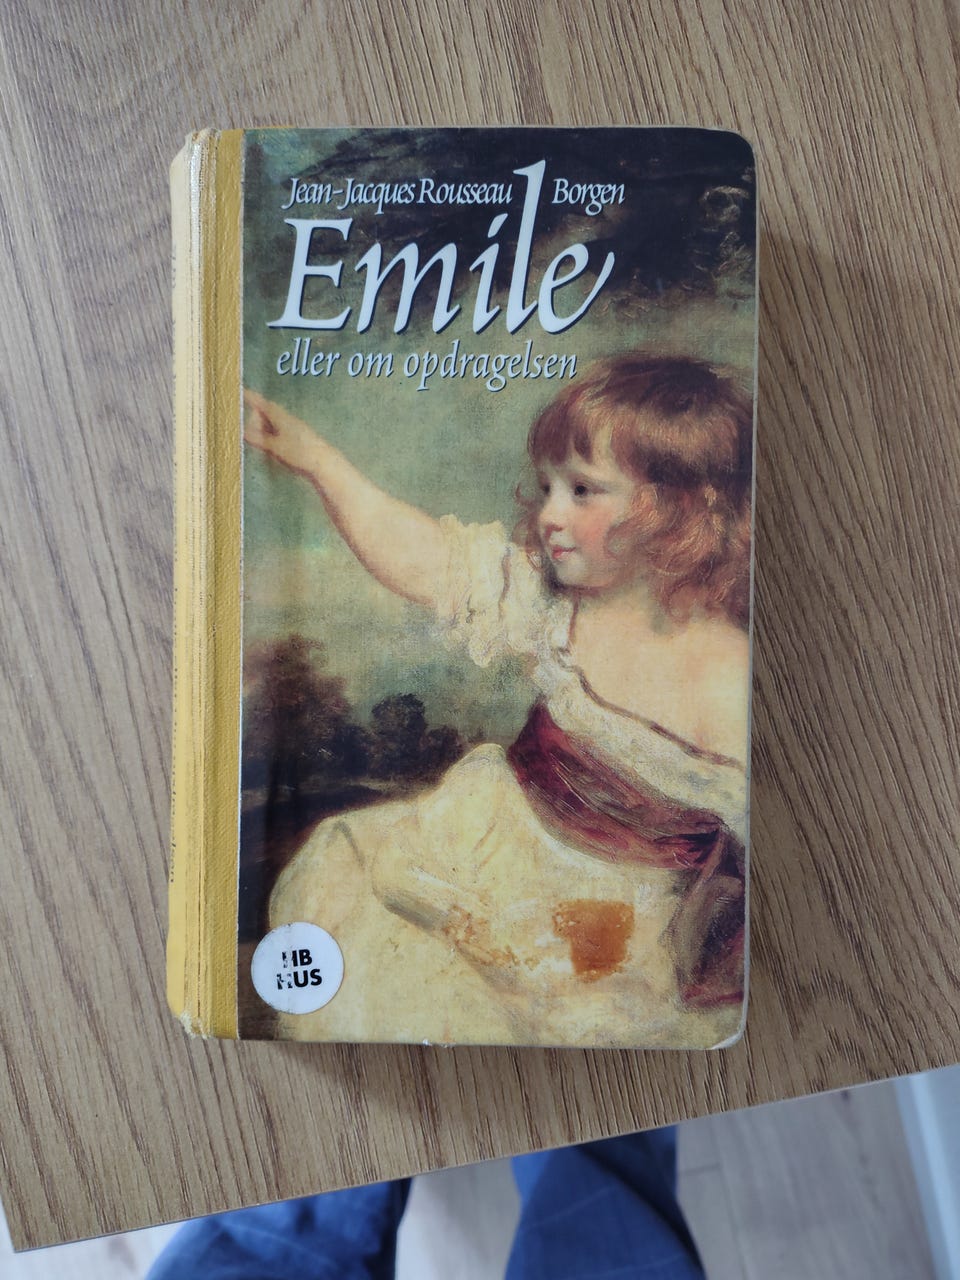 Jean-Jacques Rousseau Borgen
Emile
eller om opdragelsen
HB
HUS